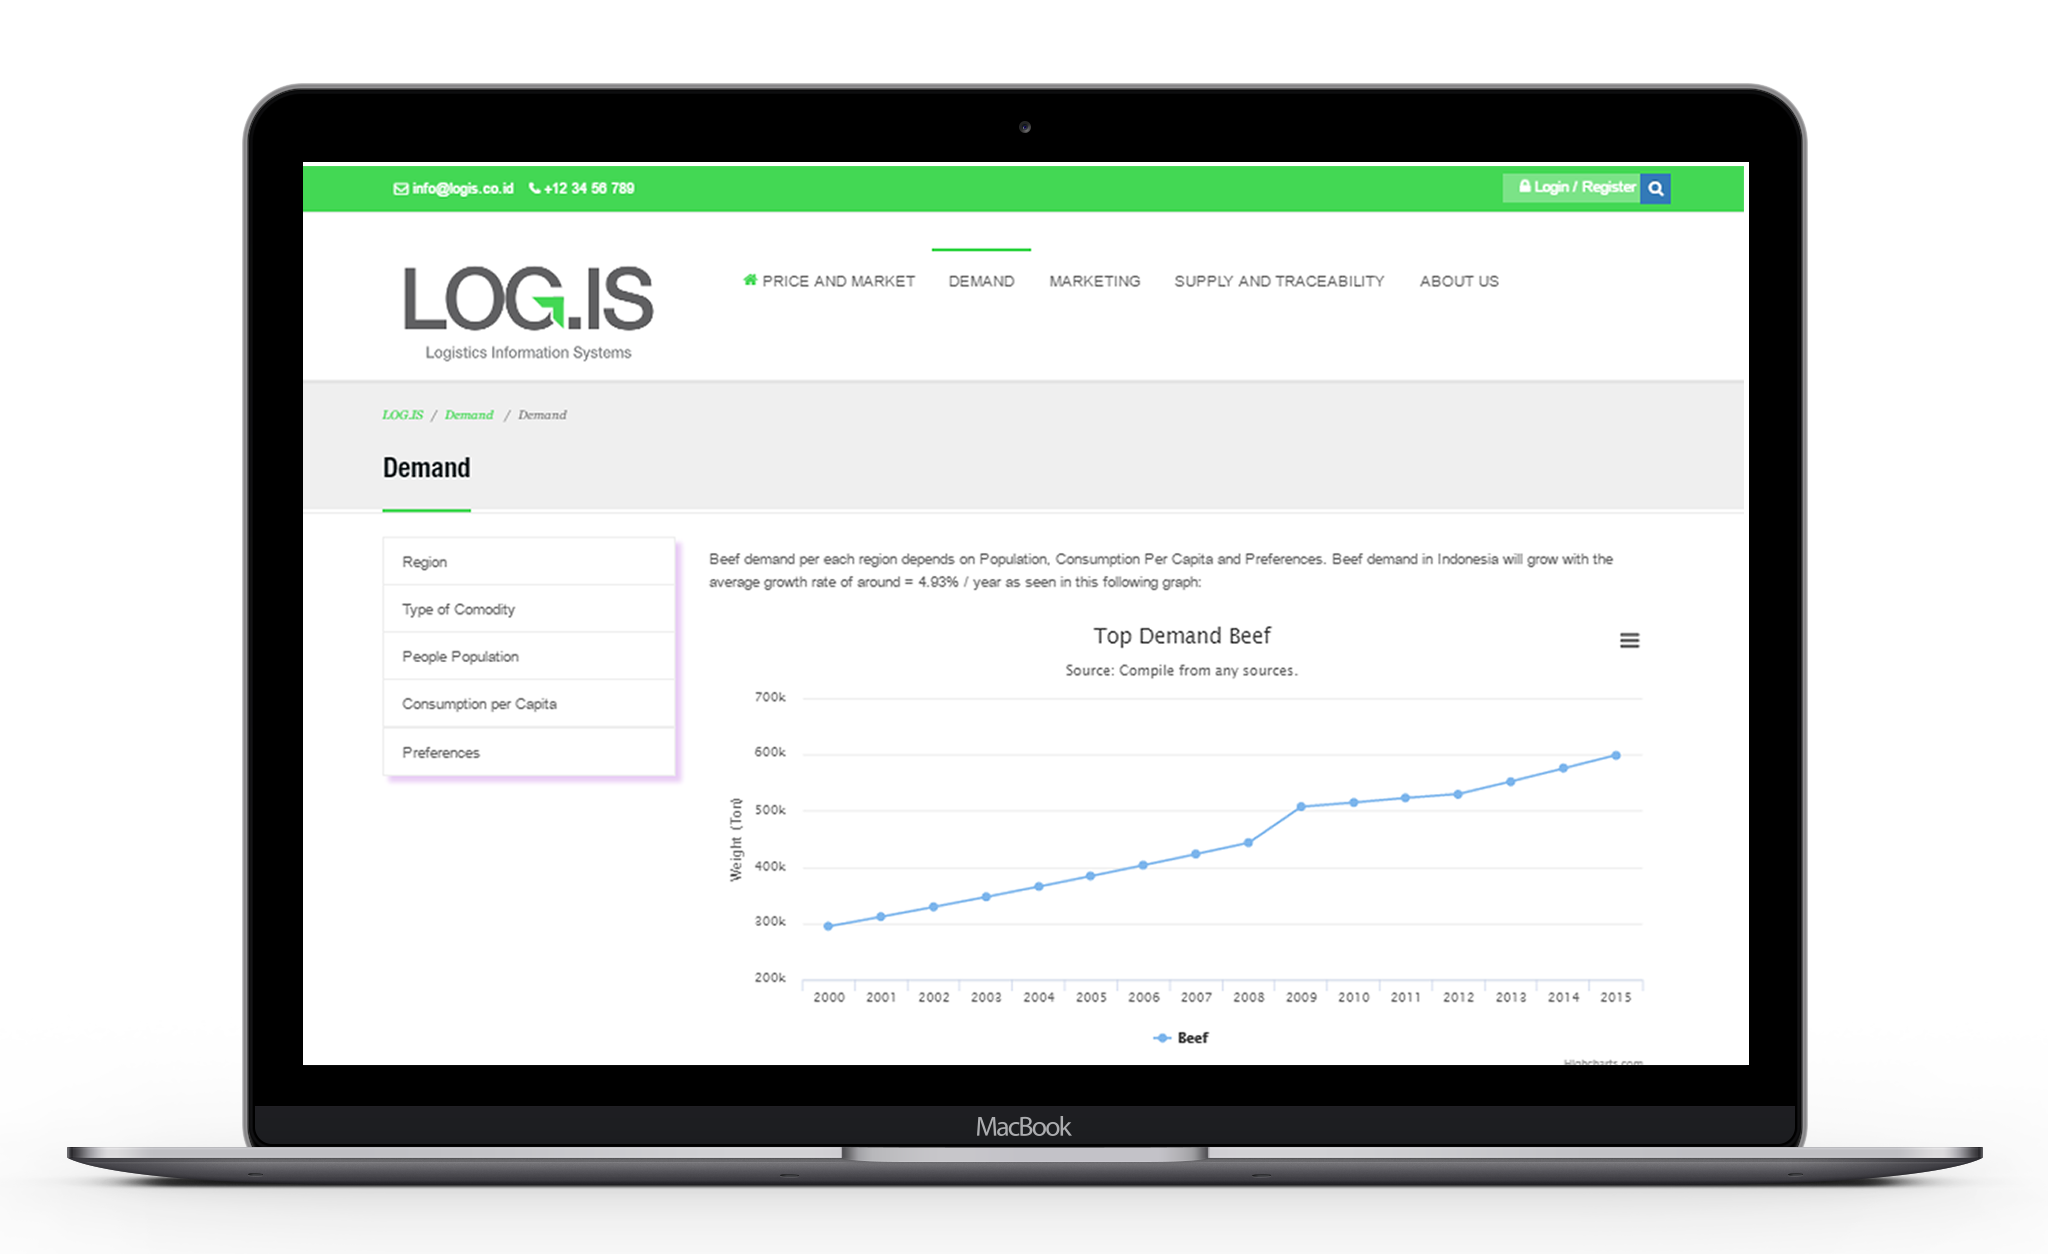 info@logis.co.id +12 34 56 789 Login / Register
LOG.IS
Logistics Information Systems
PRICE AND MARKET DEMAND MARKETING SUPPLY AND TRACEABILITY ABOUT US
LOG.IS / Demand / Demand
Demand
Region
Type of Comodity
People Population
Consumption per Capita
Preferences
Beef demand per each region depends on Population, Consumption Per Capita and Preferences. Beef demand in Indonesia will grow with the
average growth rate of around = 4.93% / year as seen in this following graph:
Top Demand Beef
Source: Compile from any sources.
Weight (Ton)
700k
600k
500k
400k
300k
200k
2000 2001 2002 2003 2004 2005 2006 2007 2008 2009 2010 2011 2012 2013 2014 2015
Beef
Highcharts.com
MacBook